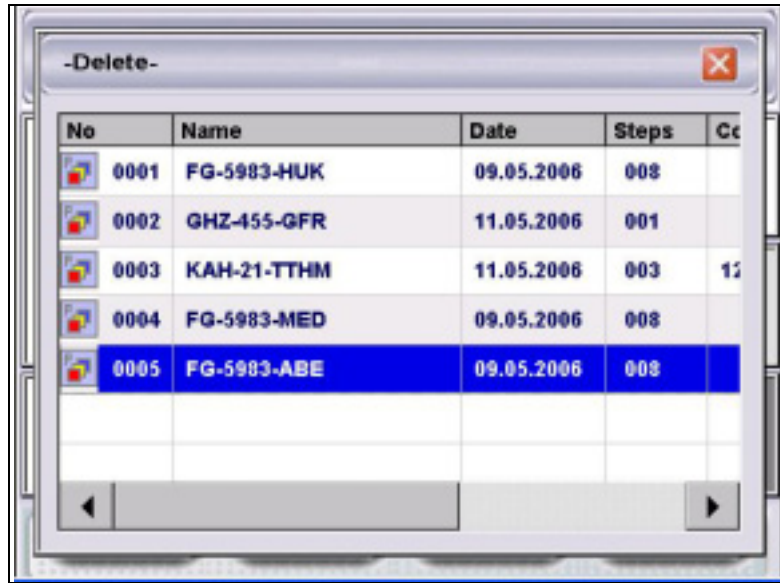 -Delete-
No Name Date Steps Co
0001 FG-5983-HUK 09.05.2006 008
0002 GHZ-455-GFR 11.05.2006 001
0003 KAH-21-TTHM 11.05.2006 003 12
0004 FG-5983-MED 09.05.2006 008
0005 FG-5983-ABE 09.05.2006 008